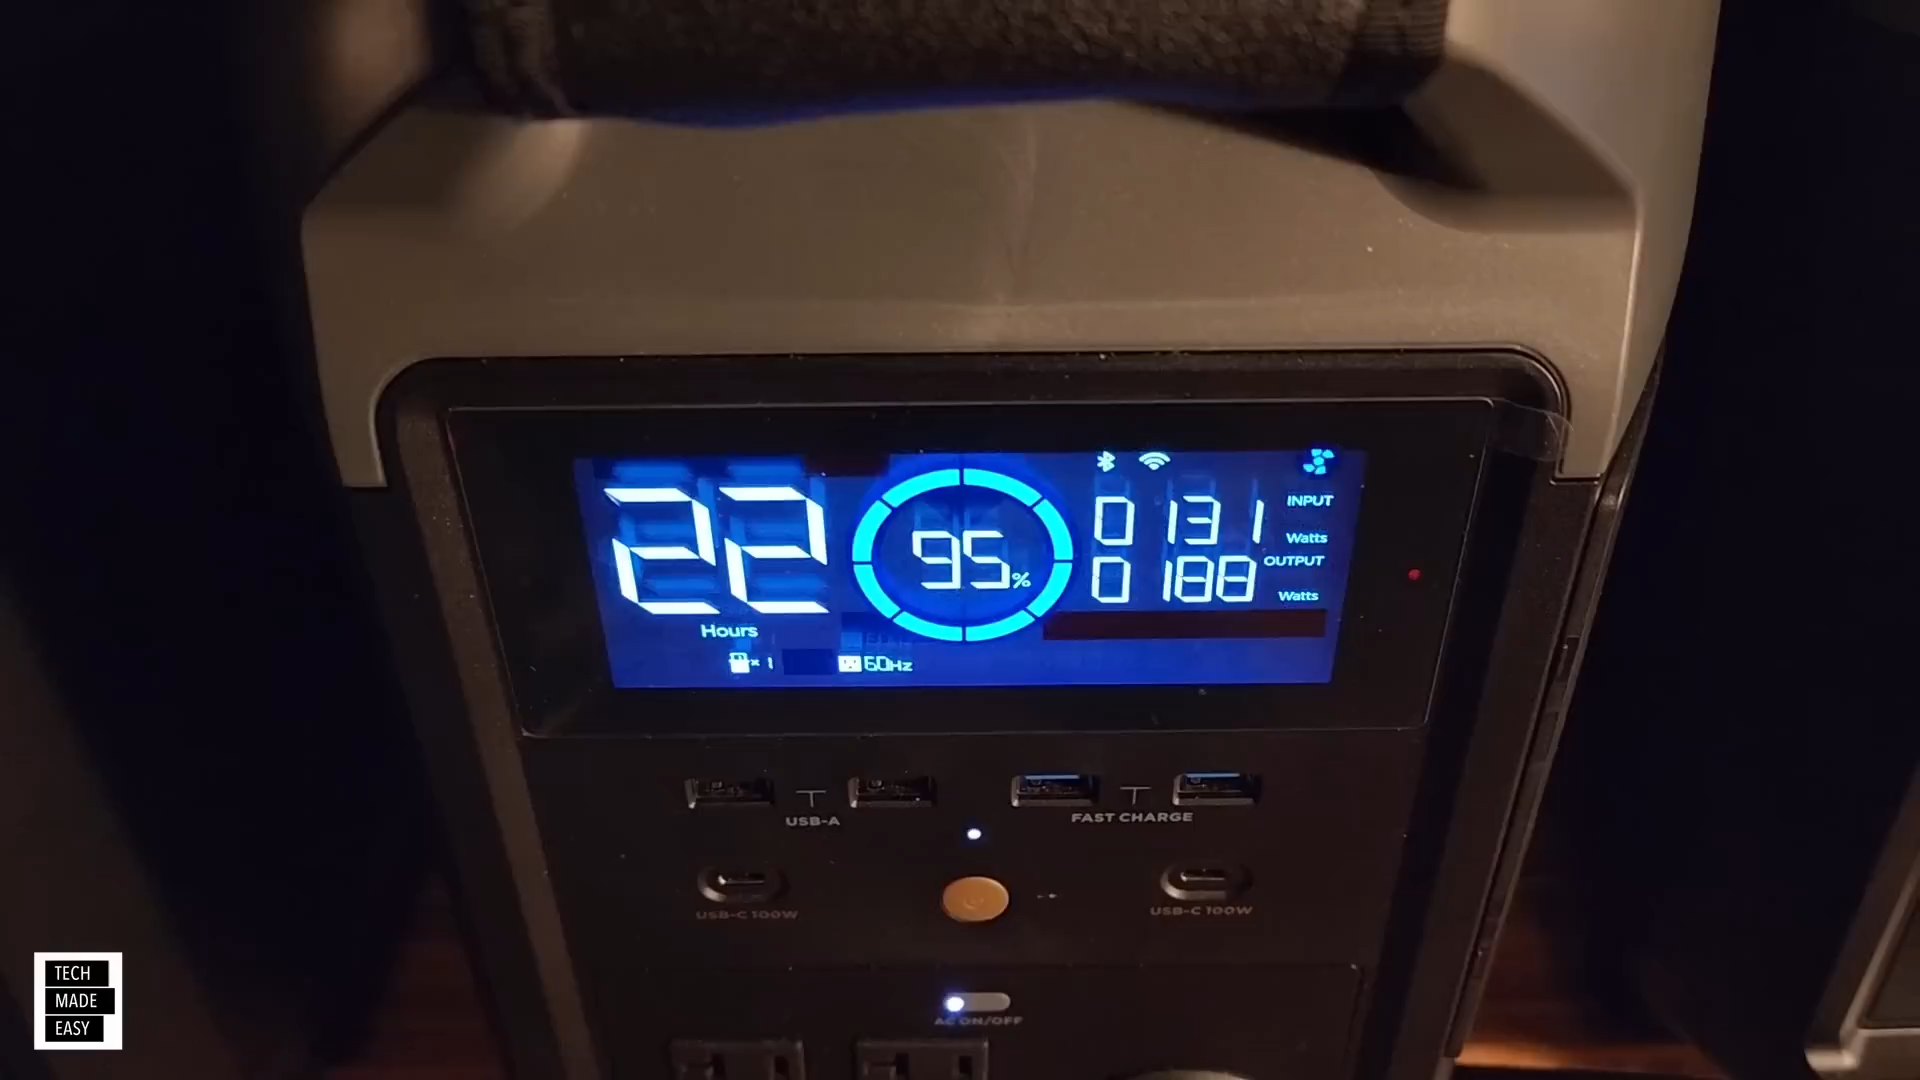 22
Hours
95%
0131
INPUT
Watts
0188
OUTPUT
Watts
x 1
60Hz
USB-A
FAST CHARGE
USB-C 100W
USB-C 100W
AC ON/OFF
TECH
MADE
EASY